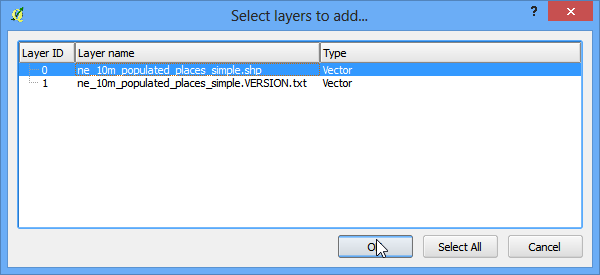 Select layers to add...
? ×
Layer ID Layer name Type
0 ne_10m_populated_places_simple.shp Vector
1 ne_10m_populated_places_simple.VERSION.txt Vector
Select All Cancel